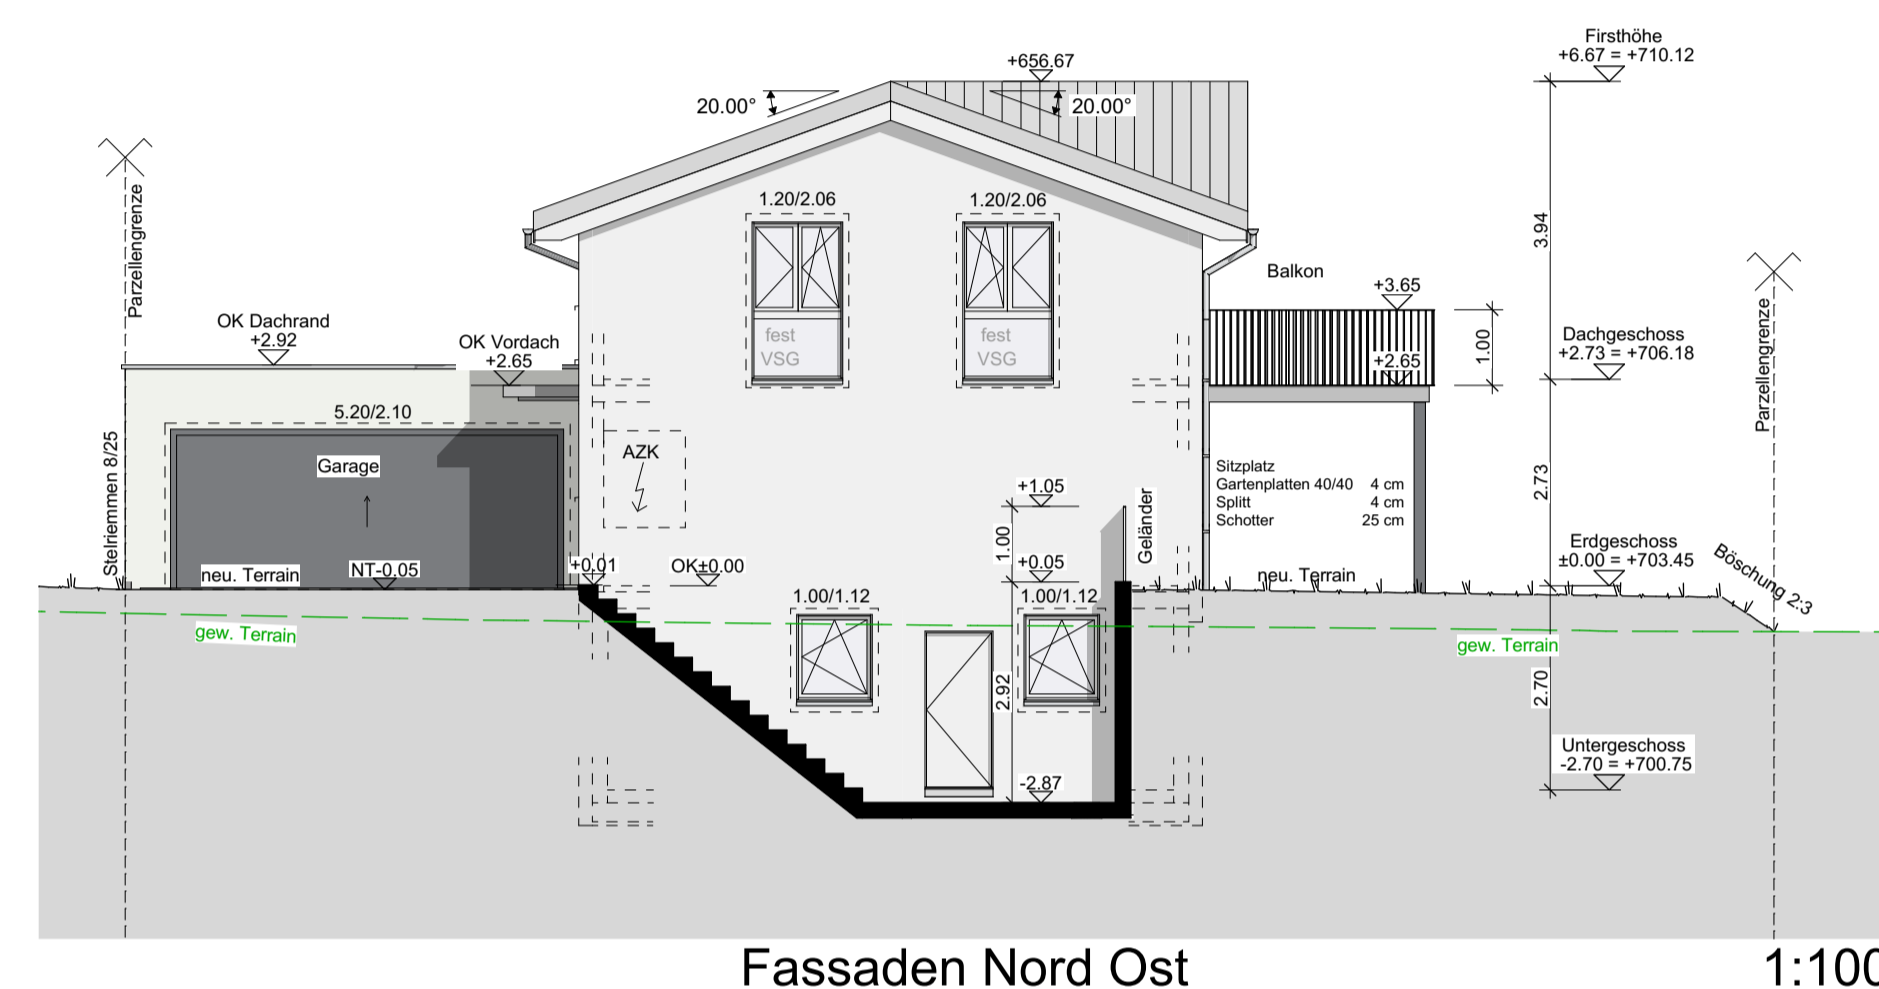 Firsthöhe
+6.67 = +710.12
+656.67
20.00°
20.00°
Parzellengrenze
1.20/2.06
1.20/2.06
3.94
Balkon
+3.65
Parzellengrenze
OK Dachrand
+2.92
OK Vordach
+2.65
fest
VSG
fest
VSG
1.00
+2.65
Dachgeschoss
+2.73 = +706.18
5.20/2.10
Garage
AZK
Stelriemmen 8/25
Sitzplatz
Gartenplatten 40/40 4 cm
Splitt 4 cm
Schotter 25 cm
2.73
+1.05
1.00
Geländer
neu. Terrain
NT-0.05
+0.01
OK±0.00
+0.05
neu. Terrain
Erdgeschoss
±0.00 = +703.45
Böschung 2:3
1.00/1.12
1.00/1.12
gew. Terrain
gew. Terrain
2.92
2.70
-2.87
Untergeschoss
-2.70 = +700.75
Fassaden Nord Ost
1:100